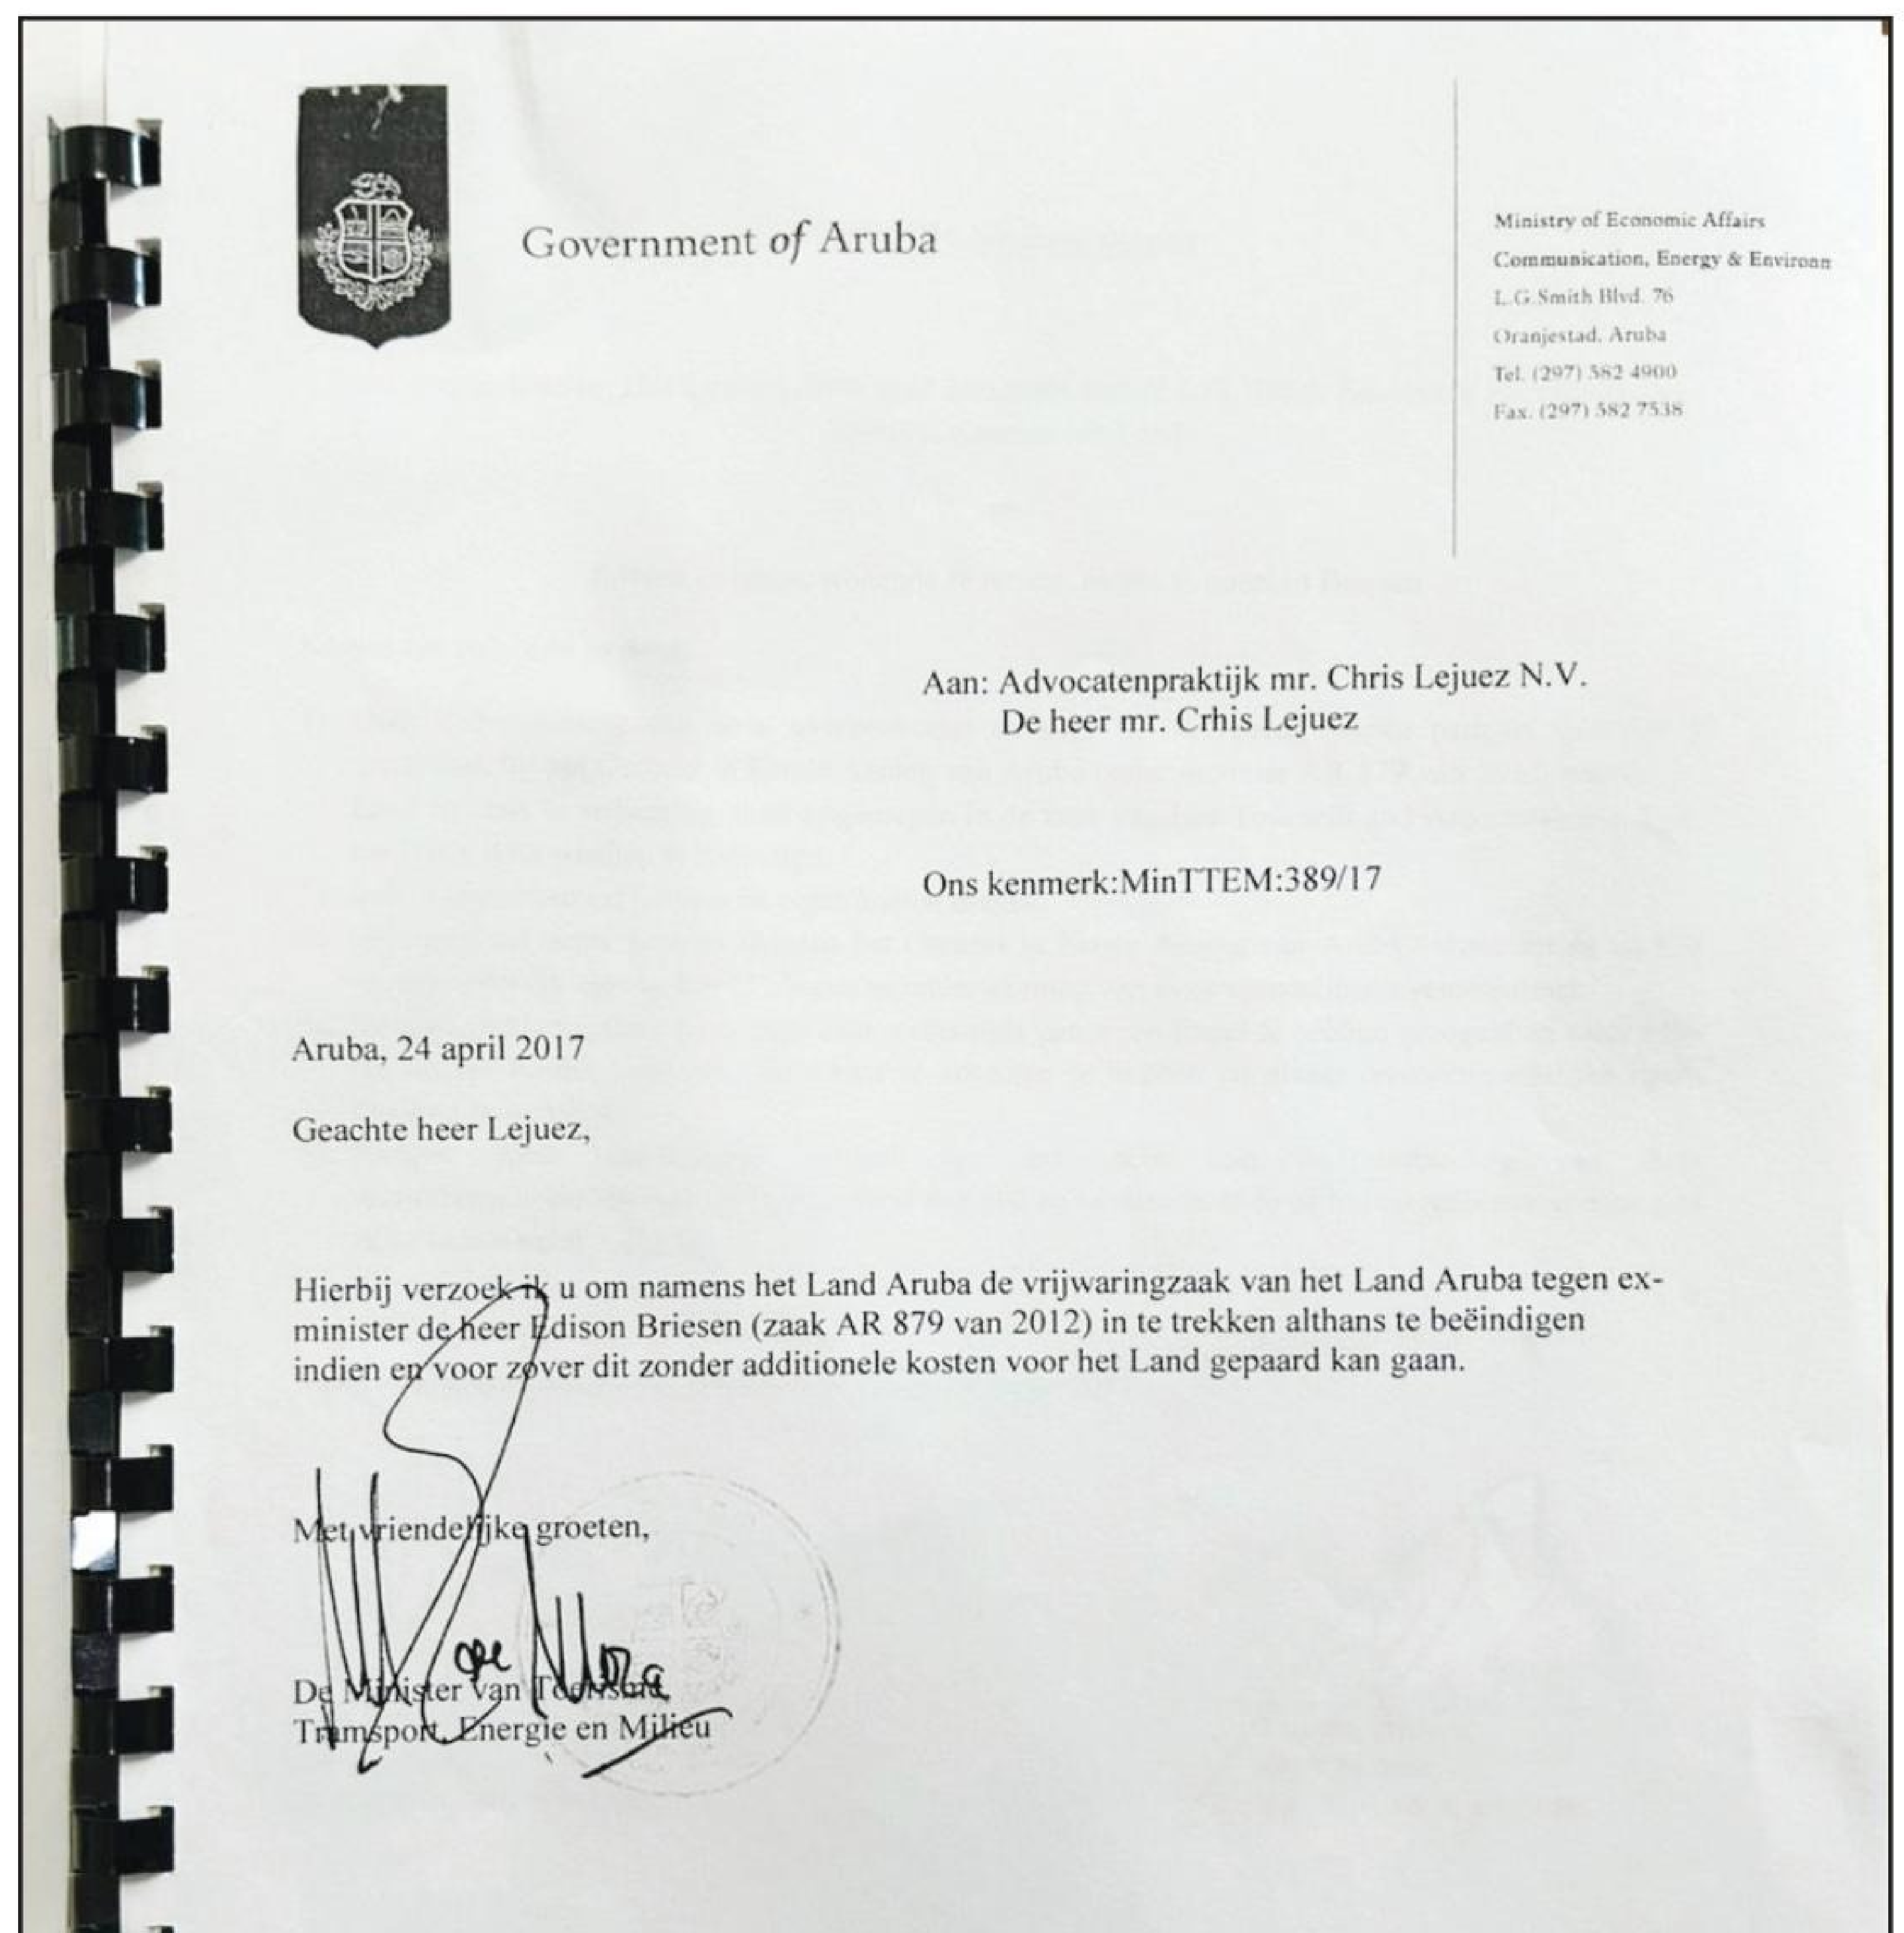 Government of Aruba
Ministry of Economic Affairs
Communication, Energy & Environ
L.G. Smith Blvd. 76
Oranjestad, Aruba
Tel. (297) 582 4900
Fax. (297) 582 7538
Aan: Advocatenpraktijk mr. Chris Lejuez N.V.
De heer mr. Crhis Lejuez
Ons kenmerk:MinTTEM:389/17
Aruba, 24 april 2017
Geachte heer Lejuez,
Hierbij verzoek ik u om namens het Land Aruba de vrijwaringzaak van het Land Aruba tegen ex-
minister de heer Edison Briesen (zaak AR 879 van 2012) in te trekken althans te beëindigen
indien en voor zover dit zonder additionele kosten voor het Land gepaard kan gaan.
Met vriendelijke groeten,
De Minister van Toerisme,
Tramsport, Energie en Milieu